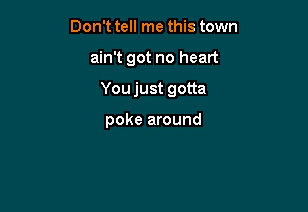 Don't tell me this town
ain't got no heart
You just gotta
poke around